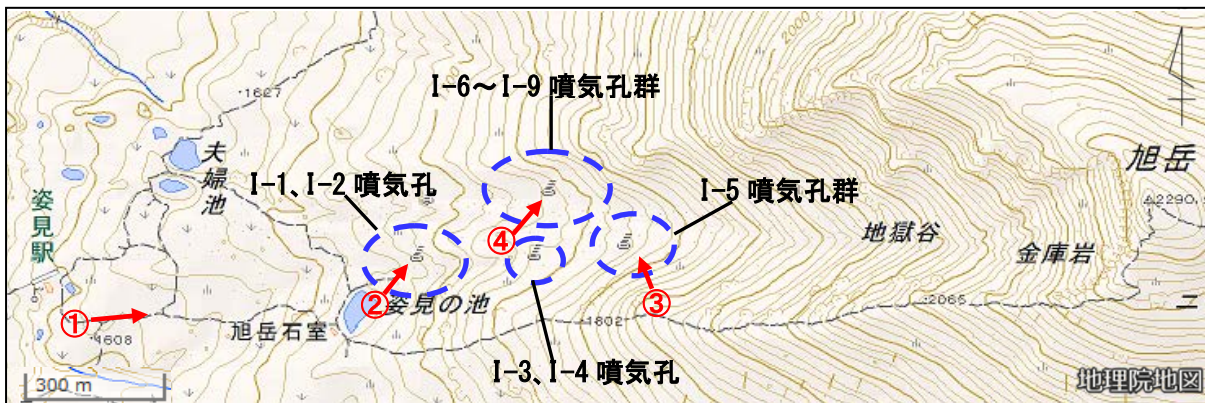 I-6～I-9 噴気孔群
2000
・1627
夫婦池
I-1、I-2 噴気孔
I-5 噴気孔群
旭岳
△2290.
姿見駅
④
地獄谷
金庫岩
②
姿見の池
③
・2065
ニ
①
・1608
旭岳石室
・1802
I-3、I-4 噴気孔
300 m
地理院地図